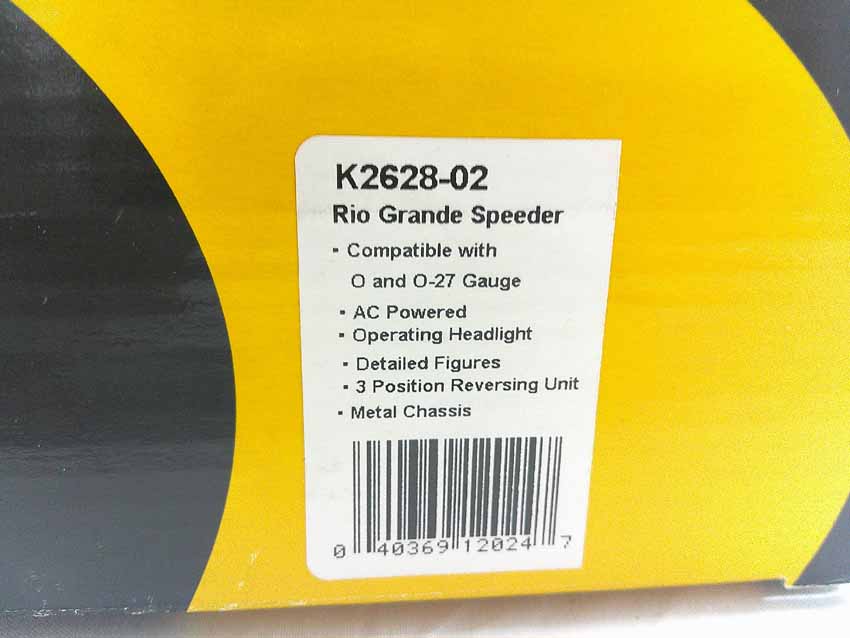 K2628-02
Rio Grande Speeder
▪ Compatible with
O and O-27 Gauge
▪ AC Powered
▪ Operating Headlight
▪ Detailed Figures
▪ 3 Position Reversing Unit
▪ Metal Chassis
0 40369 12024 7